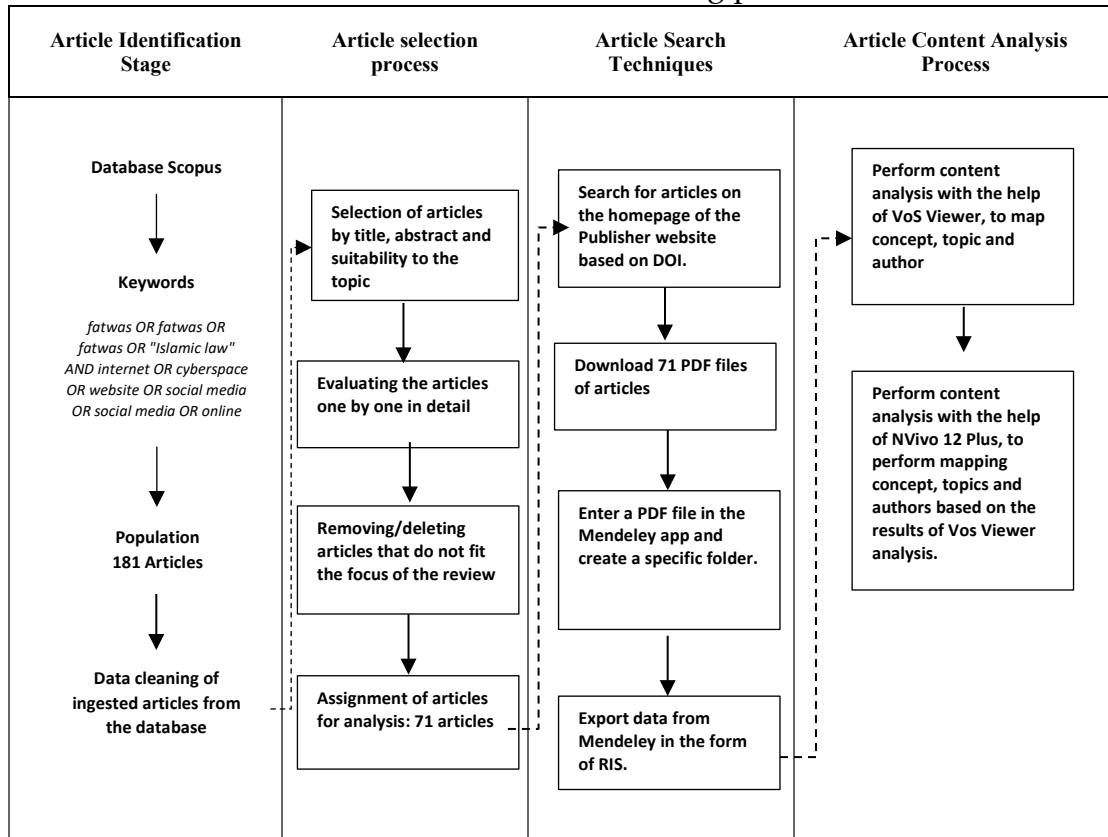 Article Identification
Stage
Article selection
process
Article Search
Techniques
Article Content Analysis
Process
Database Scopus
Keywords
fatwas OR fatwas OR
fatwas OR "Islamic law"
AND internet OR cyberspace
OR website OR social media
OR social media OR online
Population
181 Articles
Data cleaning of
ingested articles from
the database
Selection of articles
by title, abstract and
suitability to the
topic
Evaluating the articles
one by one in detail
Removing/deleting
articles that do not fit
the focus of the review
Assignment of articles
for analysis: 71 articles
Search for articles on
the homepage of the
Publisher website
based on DOI.
Download 71 PDF files
of articles
Enter a PDF file in the
Mendeley app and
create a specific folder.
Export data from
Mendeley in the form
of RIS.
Perform content
analysis with the help
of VoS Viewer, to map
concept, topic and
author
Perform content
analysis with the help
of NVivo 12 Plus, to
perform mapping
concept, topics and
authors based on the
results of Vos Viewer
analysis.